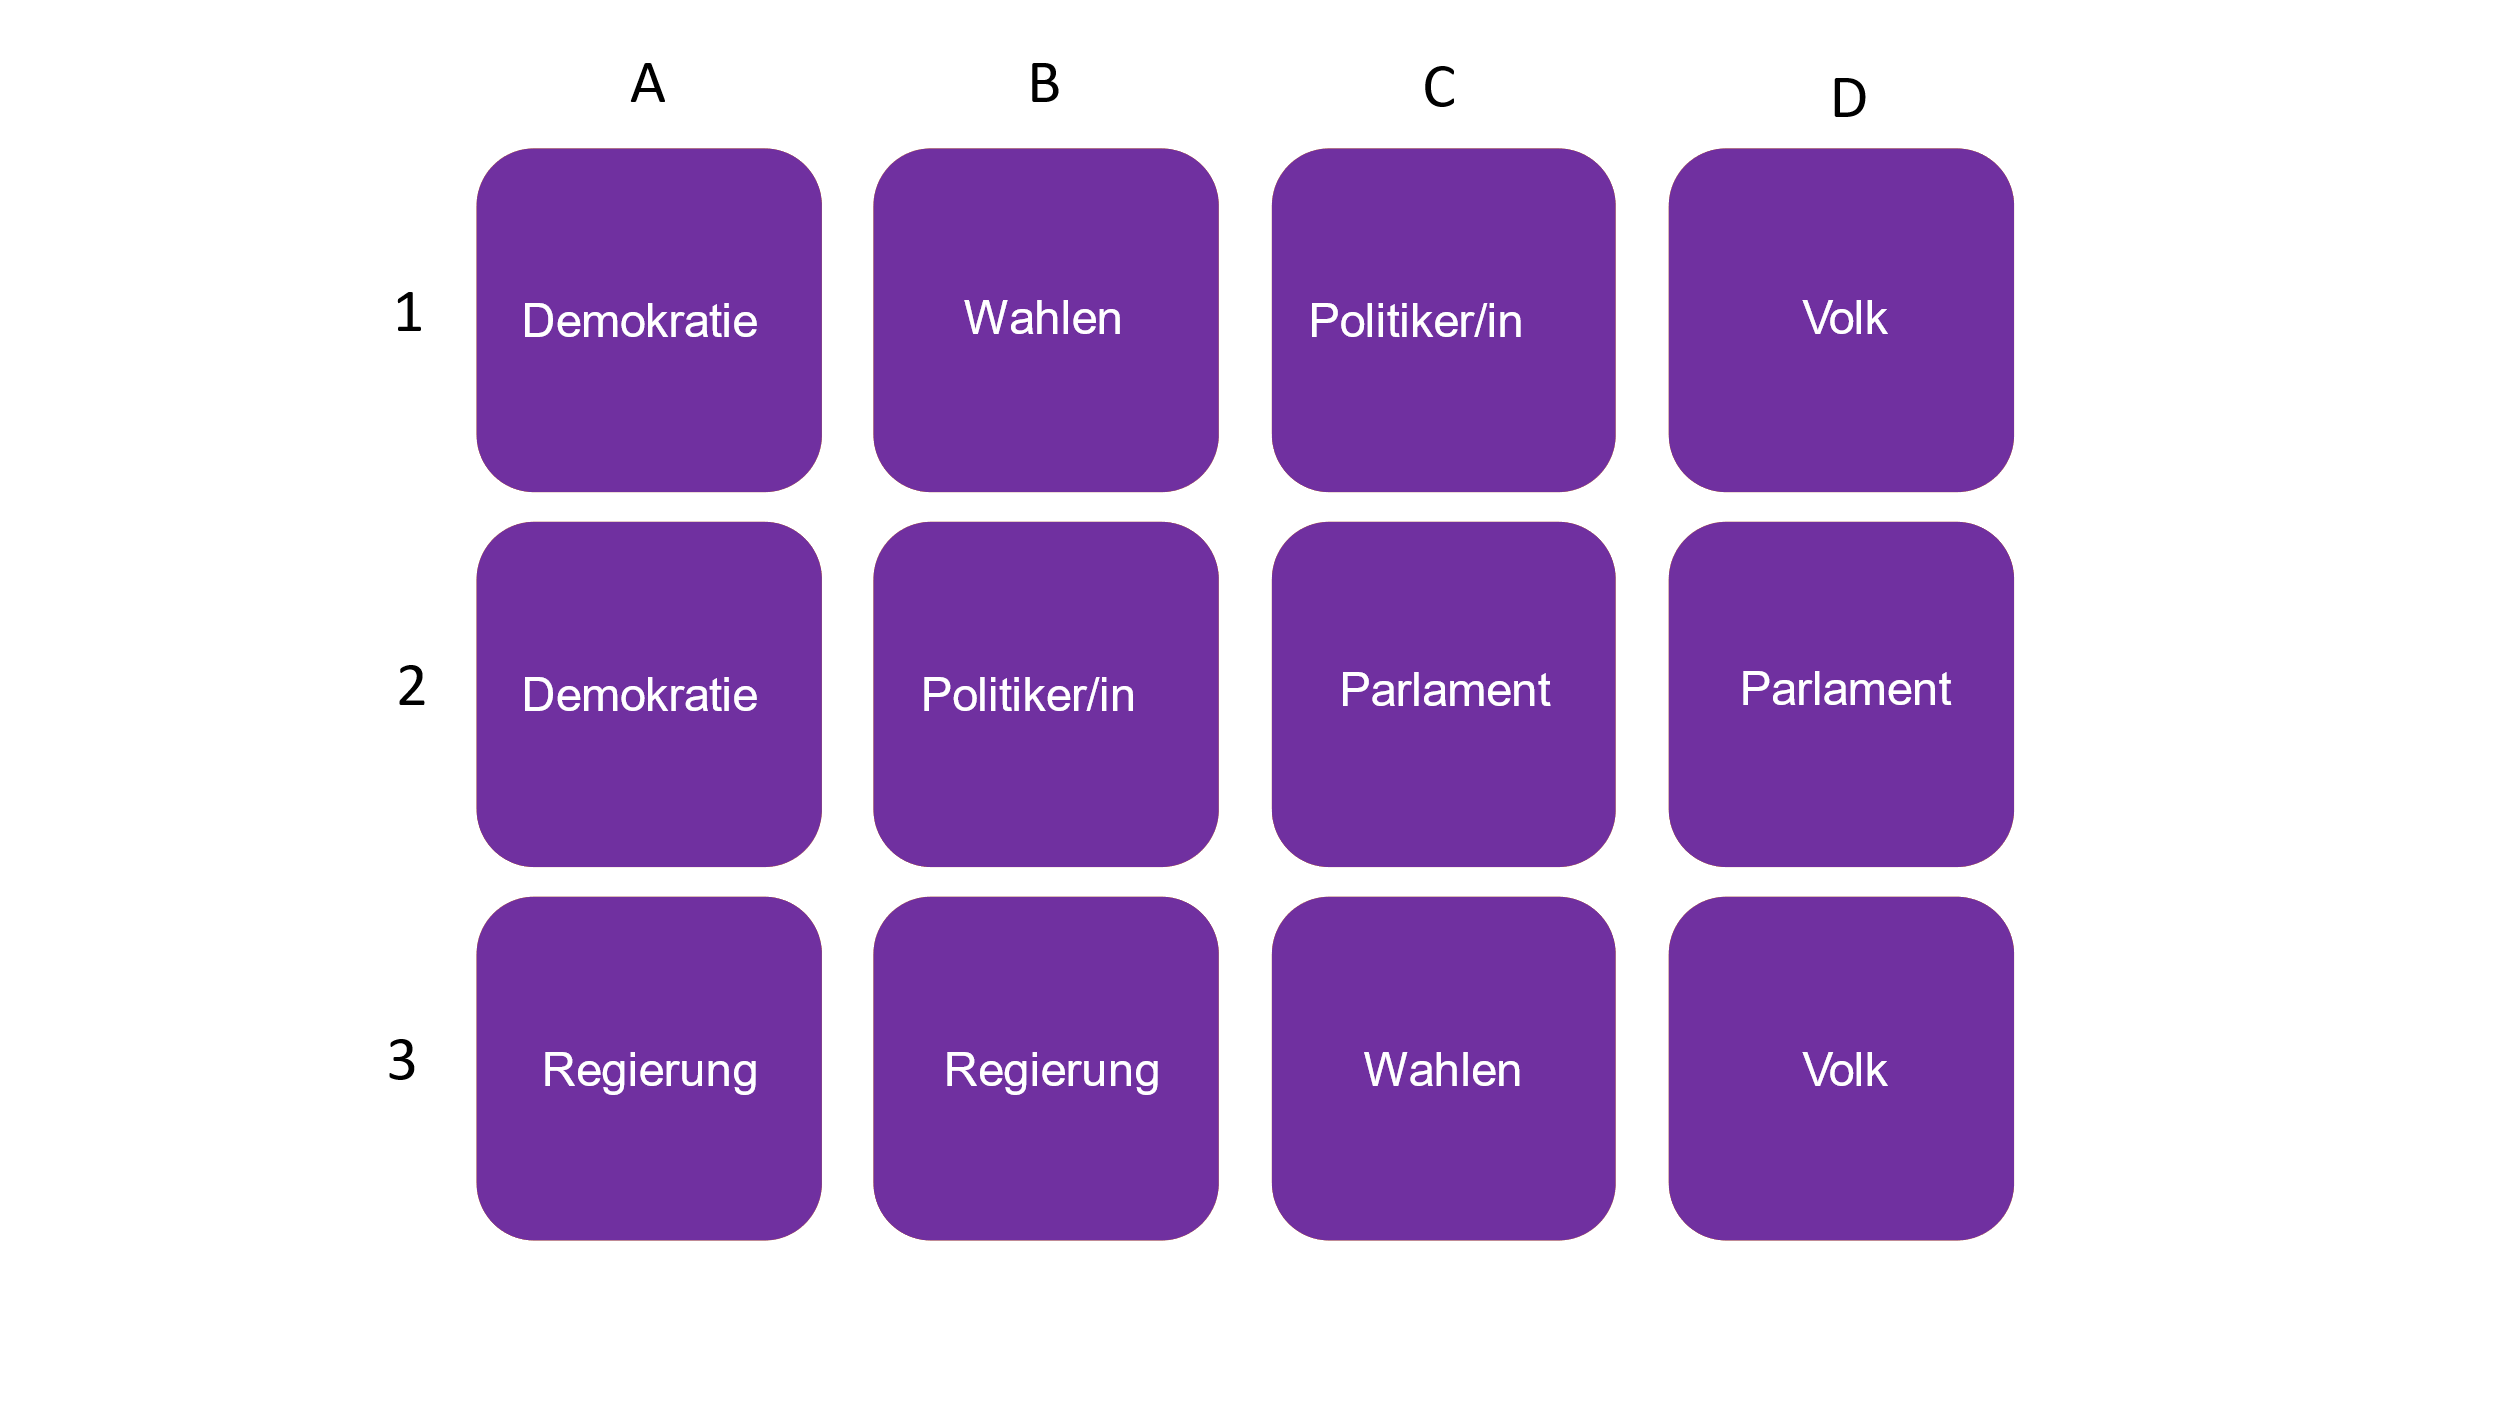 A B C D
1 Demokratie Wahlen Politiker/in Volk
2 Demokratie Politiker/in Parlament Parlament
3 Regierung Regierung Wahlen Volk